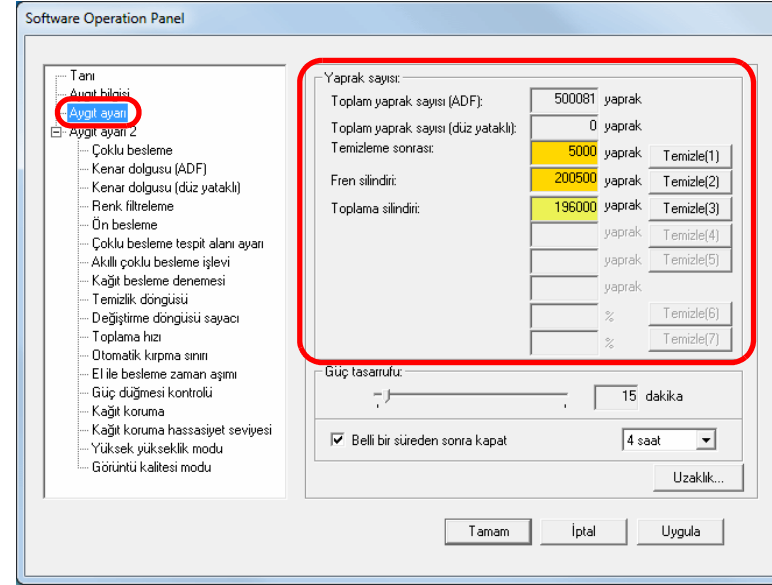 Software Operation Panel
Tanı
Aygıt bilgisi
Aygıt ayarı
Aygıt ayarı 2
Çoklu besleme
Kenar dolgusu (ADF)
Kenar dolgusu (düz yataklı)
Renk filtreleme
Ön besleme
Çoklu besleme tespit alanı ayarı
Akıllı çoklu besleme işlevi
Kağıt besleme denemesi
Temizlik döngüsü
Değiştirme döngüsü sayacı
Toplama hızı
Otomatik kırpma sınırı
El ile besleme zaman aşımı
Güç düğmesi kontrolü
Kağıt koruma
Kağıt koruma hassasiyet seviyesi
Yüksek yükseklik modu
Görüntü kalitesi modu
Yaprak sayısı:
Toplam yaprak sayısı (ADF): 500081 yaprak
Toplam yaprak sayısı (düz yataklı): 0 yaprak
Temizleme sonrası: 5000 yaprak Temizle(1)
Fren silindiri: 200500 yaprak Temizle(2)
Toplama silindiri: 196000 yaprak Temizle(3)
yaprak Temizle(4)
yaprak Temizle(5)
yaprak
% Temizle(6)
% Temizle(7)
Güç tasarrufu:
15 dakika
Belli bir süreden sonra kapat 4 saat
Uzaklık...
Tamam İptal Uygula